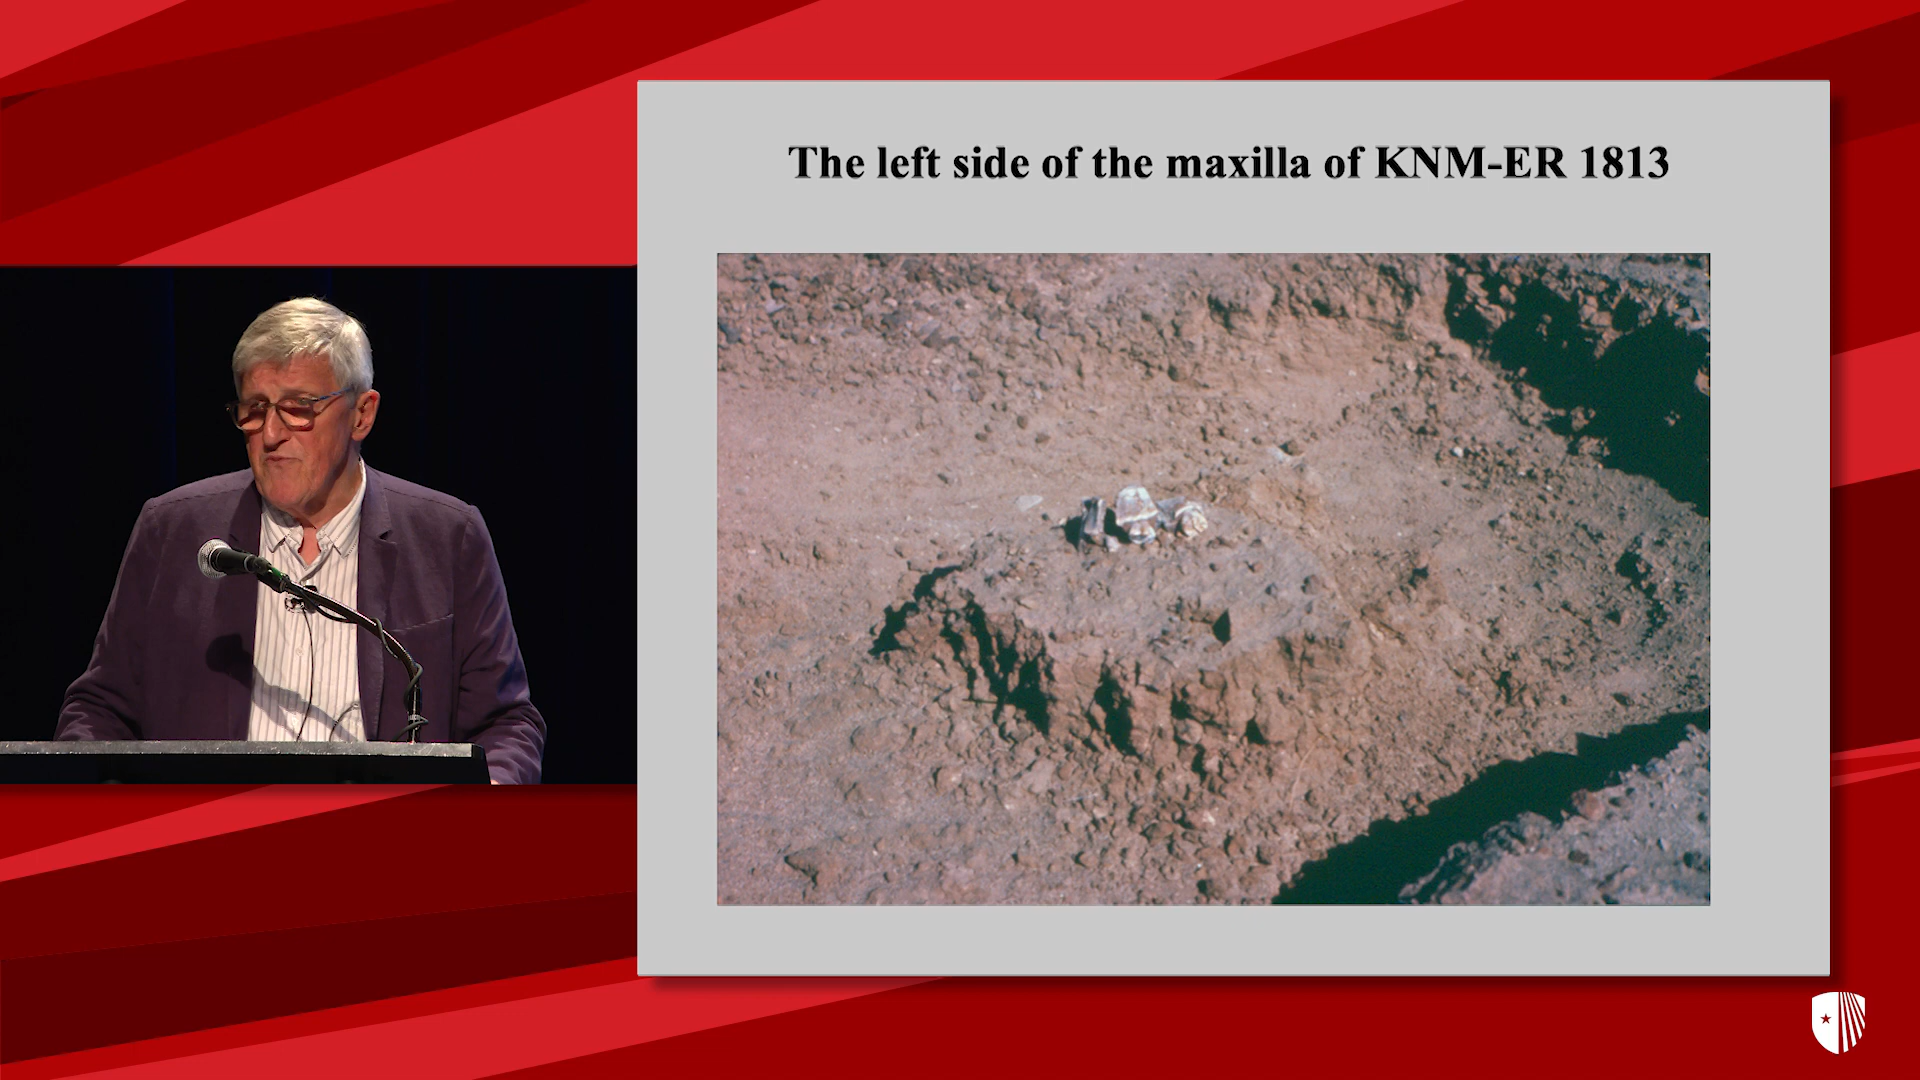 The left side of the maxilla of KNM-ER 1813